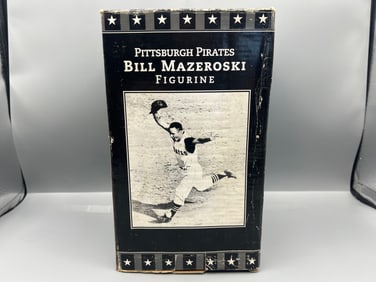 PITTSBURGH PIRATES
BILL MAZEROSKI
FIGURINE